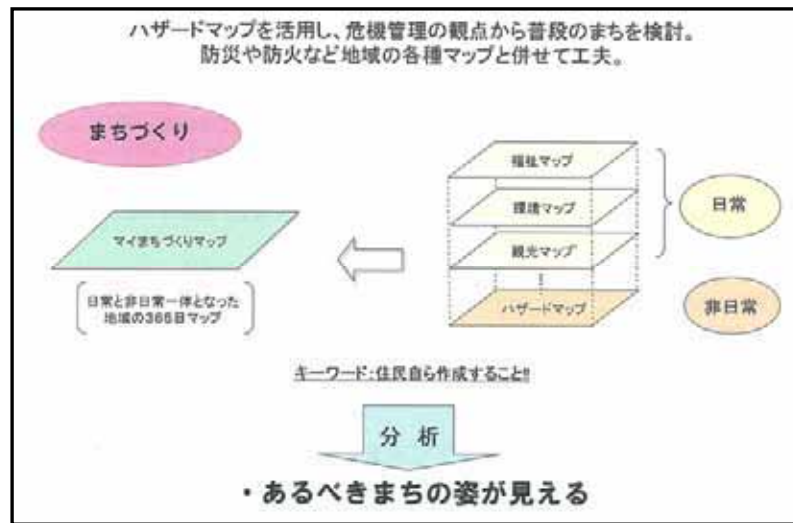 ハザードマップを活用し、危機管理の観点から普段のまちを検討。
防災や防火など地域の各種マップと併せて工夫。
まちづくり
福祉マップ
環境マップ
観光マップ
ハザードマップ
日常
非日常
マイまちづくりマップ
日常と非日常一体となった
地域の365日マップ
キーワード:住民自ら作成すること!!
分析
・あるべきまちの姿が見える